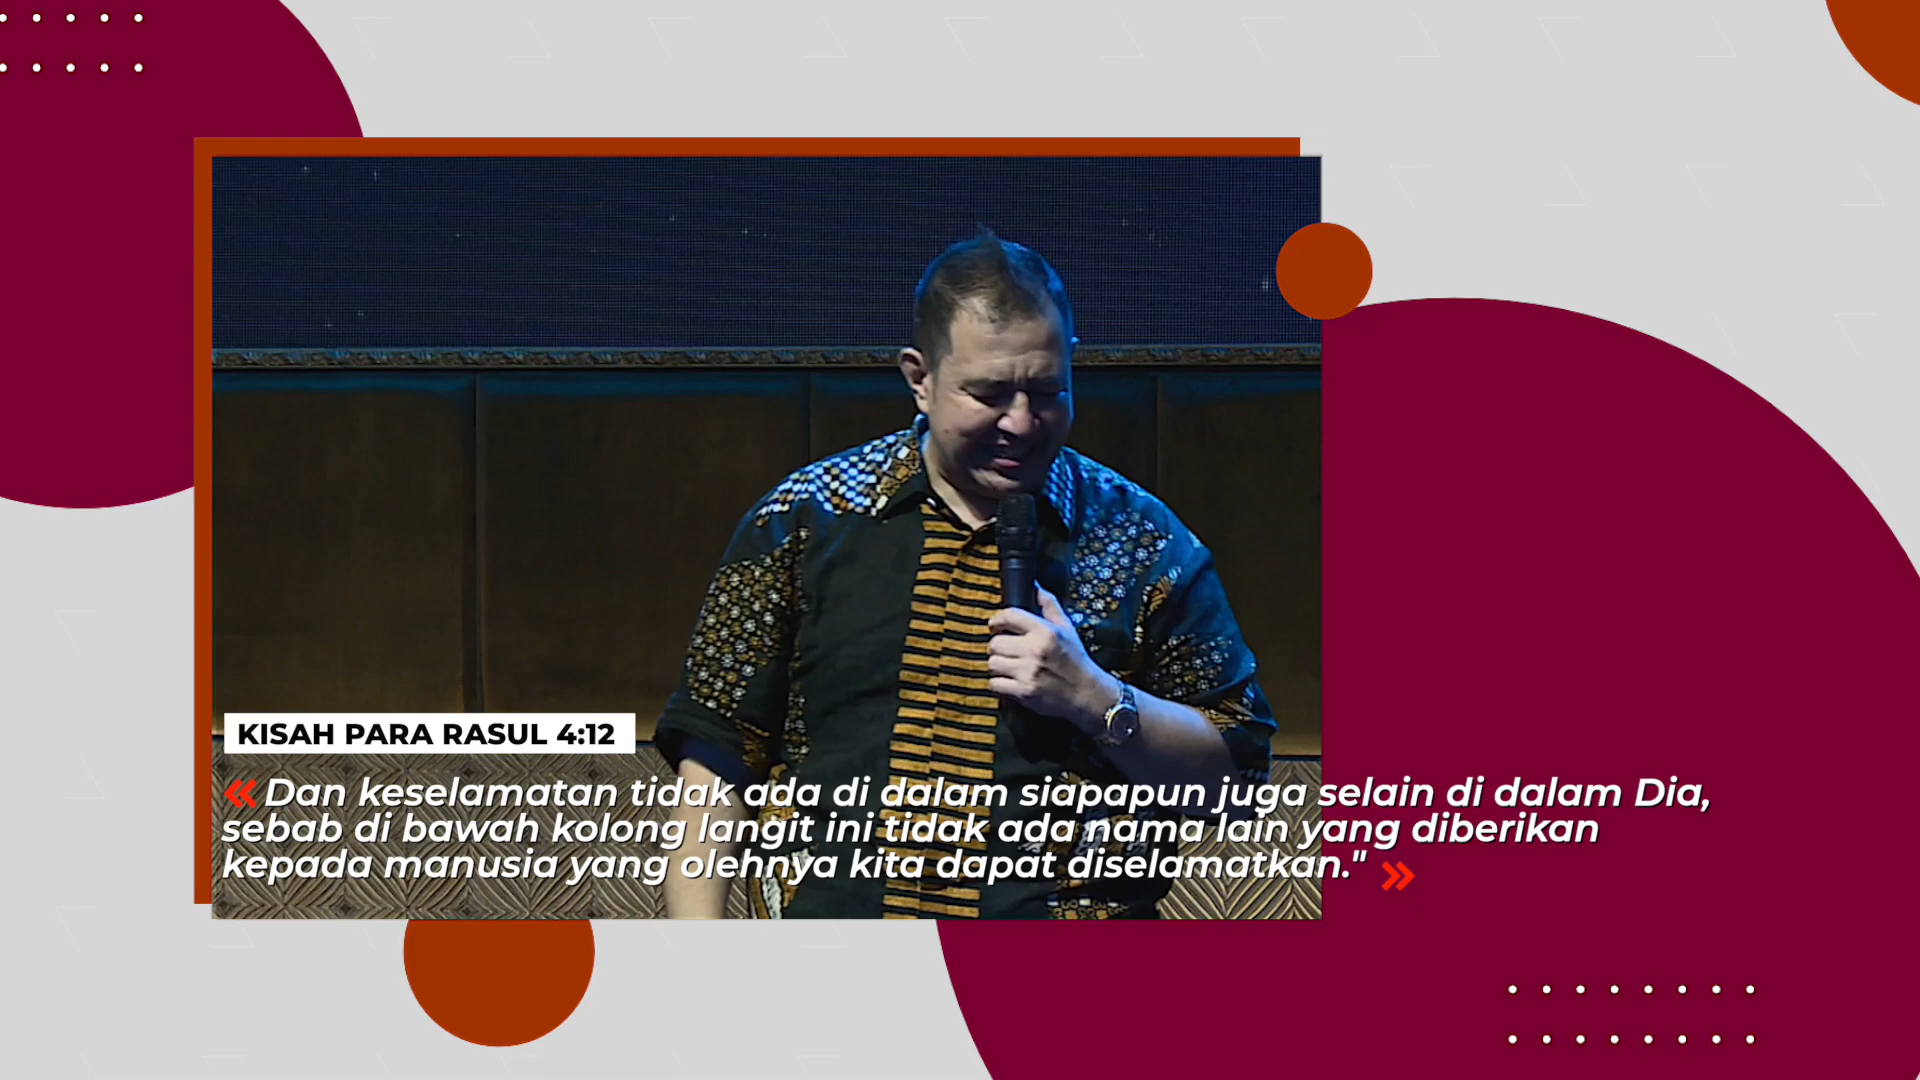 KISAH PARA RASUL 4:12
« Dan keselamatan tidak ada di dalam siapapun juga selain di dalam Dia,
sebab di bawah kolong langit ini tidak ada nama lain yang diberikan
kepada manusia yang olehnya kita dapat diselamatkan." »